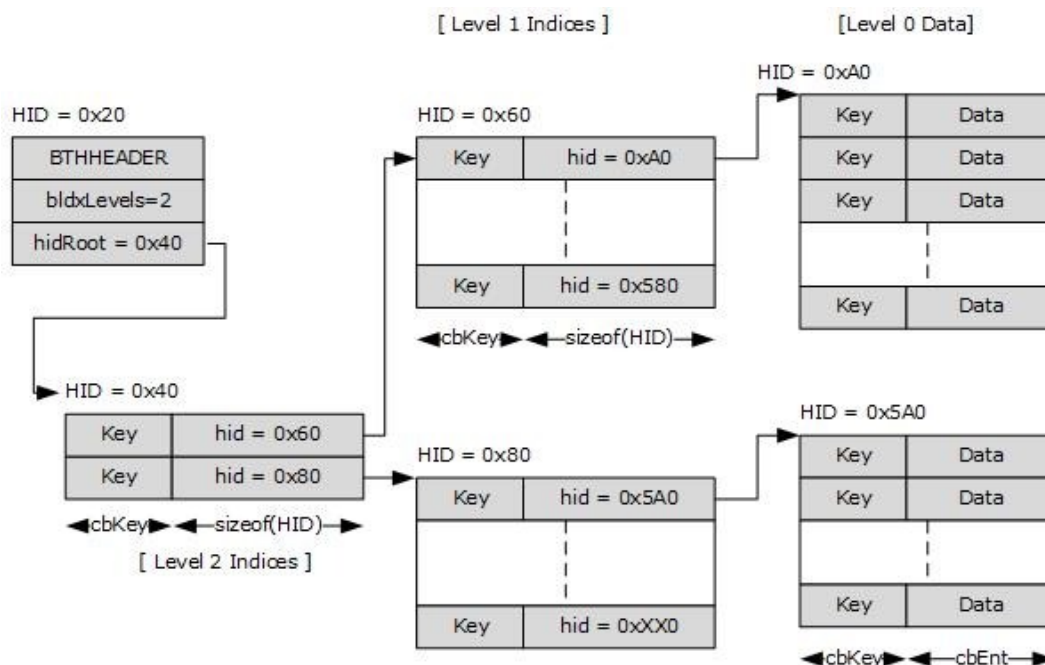 [ Level 1 Indices ]
[Level 0 Data]
HID = 0x20
BTHHEADER
bldxLevels=2
hidRoot = 0x40
HID = 0x40
Key hid = 0x60
Key hid = 0x80
cbKey sizeof(HID)
[ Level 2 Indices ]
HID = 0x60
Key hid = 0xA0
Key hid = 0x580
cbKey sizeof(HID)
HID = 0x80
Key hid = 0x5A0
Key hid = 0xXX0
HID = 0xA0
Key Data
Key Data
Key Data
Key Data
HID = 0x5A0
Key Data
Key Data
Key Data
cbKey cbEnt